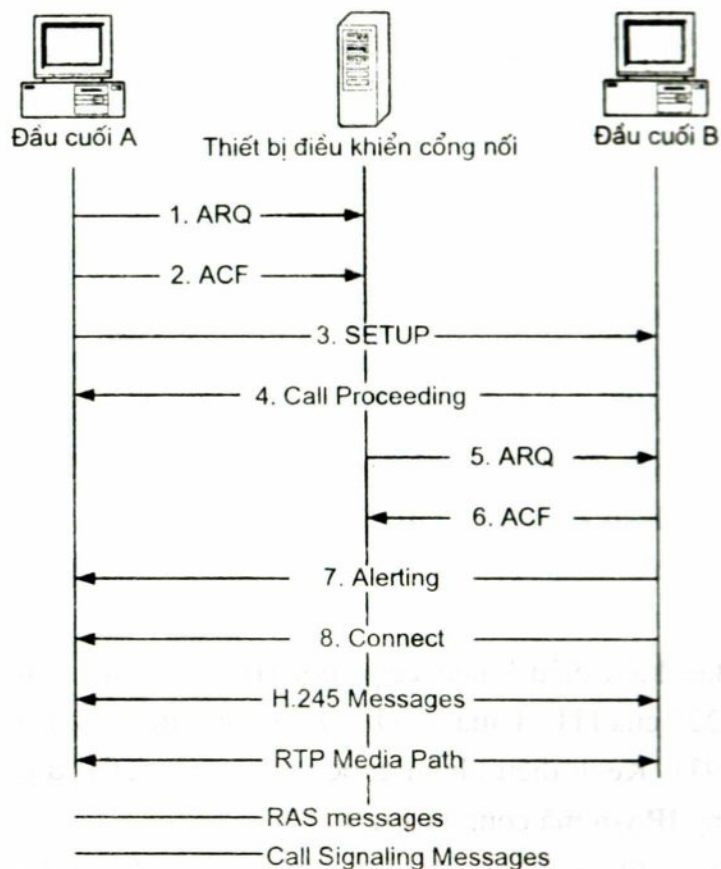 Đầu cuối A
Thiết bị điều khiển cổng nối
Đầu cuối B
1. ARQ
2. ACF
3. SETUP
4. Call Proceeding
5. ARQ
6. ACF
7. Alerting
8. Connect
H.245 Messages
RTP Media Path
RAS messages
Call Signaling Messages